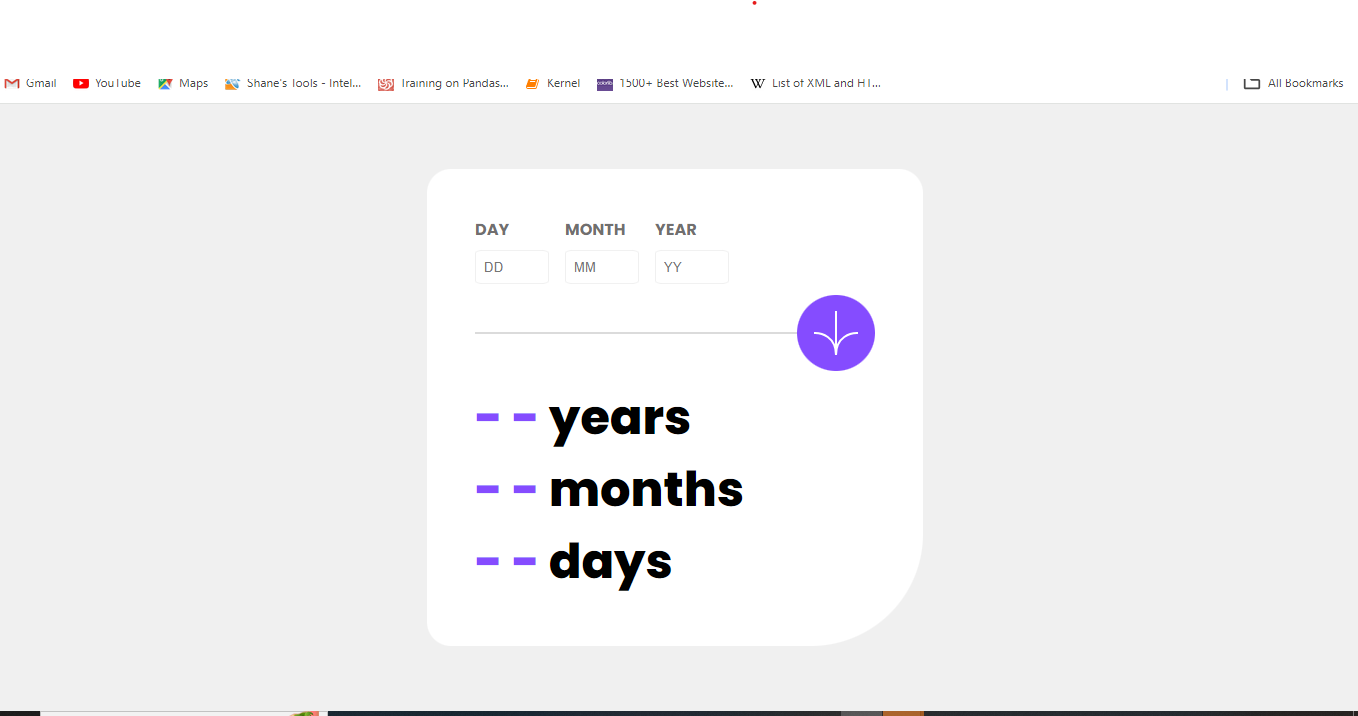 Gmail YouTube Maps Shane's Tools - Intel... Training on Pandas... Kernel 1500+ Best Website... List of XML and HT... All Bookmarks
DAY MONTH YEAR
DD MM YY
- - years
- - months
- - days